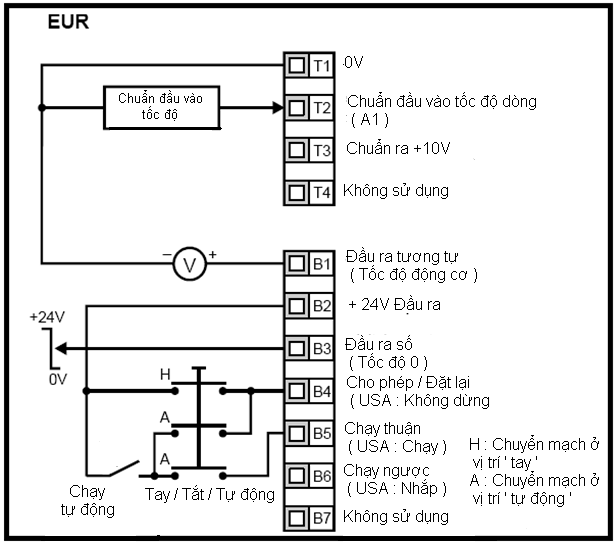 EUR
T1
0V
Chuẩn đầu vào
tốc độ
T2
Chuẩn đầu vào tốc độ dòng
( A1 )
T3
Chuẩn ra +10V
T4
Không sử dụng
– V +
B1
Đầu ra tương tự
( Tốc độ động cơ )
B2
+ 24V Đầu ra
+24V
0V
B3
Đầu ra số
( Tốc độ 0 )
H
B4
Cho phép / Đặt lại
( USA : Không dừng
A
B5
Chạy thuận
( USA : Chạy )
A
B6
Chạy ngược
( USA : Nhắp )
B7
Không sử dụng
Chạy
tự động
Tay / Tắt / Tự động
H : Chuyển mạch ở
vị trí ' tay '
A : Chuyển mạch ở
vị trí ' tự động '